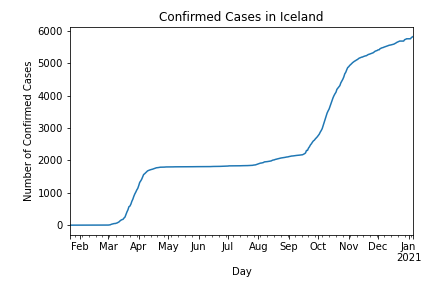 Confirmed Cases in Iceland
6000
5000
4000
3000
2000
1000
0
Number of Confirmed Cases
Feb Mar Apr May Jun Jul Aug Sep Oct Nov Dec Jan
2021
Day